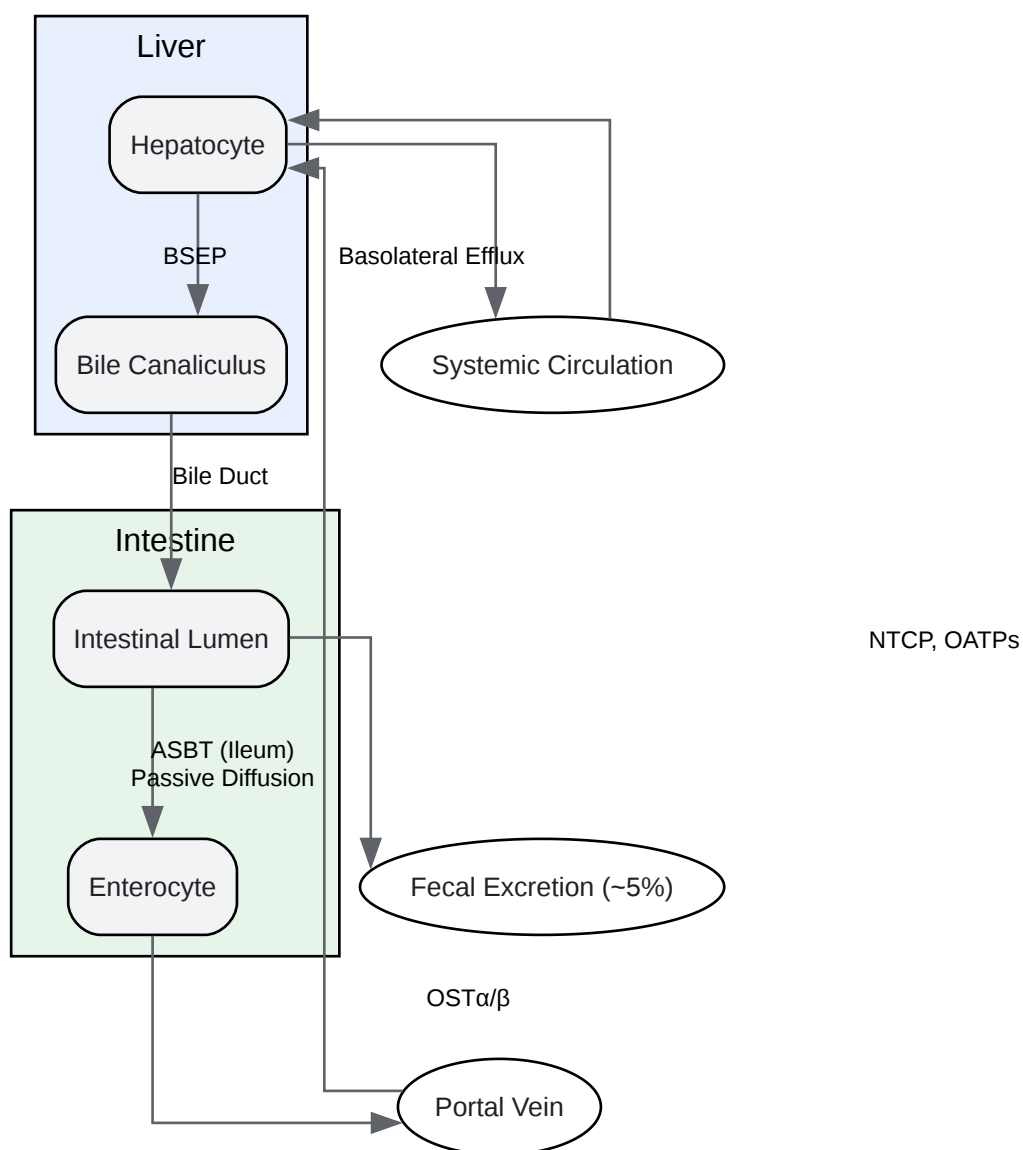 Liver
Hepatocyte
BSEP
Basolateral Efflux
Bile Canaliculus
Systemic Circulation
Bile Duct
Intestine
Intestinal Lumen
NTCP, OATPs
ASBT (Ileum)
Passive Diffusion
Enterocyte
Fecal Excretion (~5%)
OSTα/β
Portal Vein